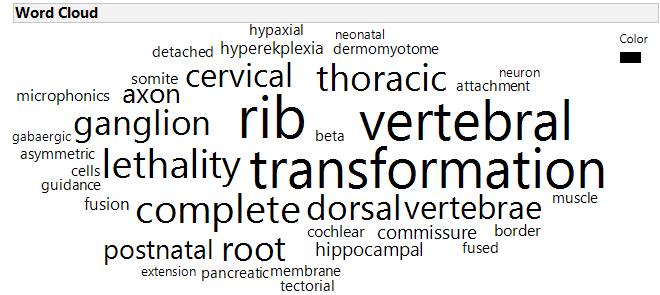 Word Cloud
hypaxial
neonatal
Color
detached hyperekplexia dermomyotome
somite cervical thoracic neuron
attachment
microphonics axon
ganglion rib vertebral
gabaergic beta
asymmetric lethality transformation
cells
guidance
fusion complete dorsal vertebrae muscle
cochlear commissure border
postnatal root hippocampal fused
extension pancreatic membrane
tectorial